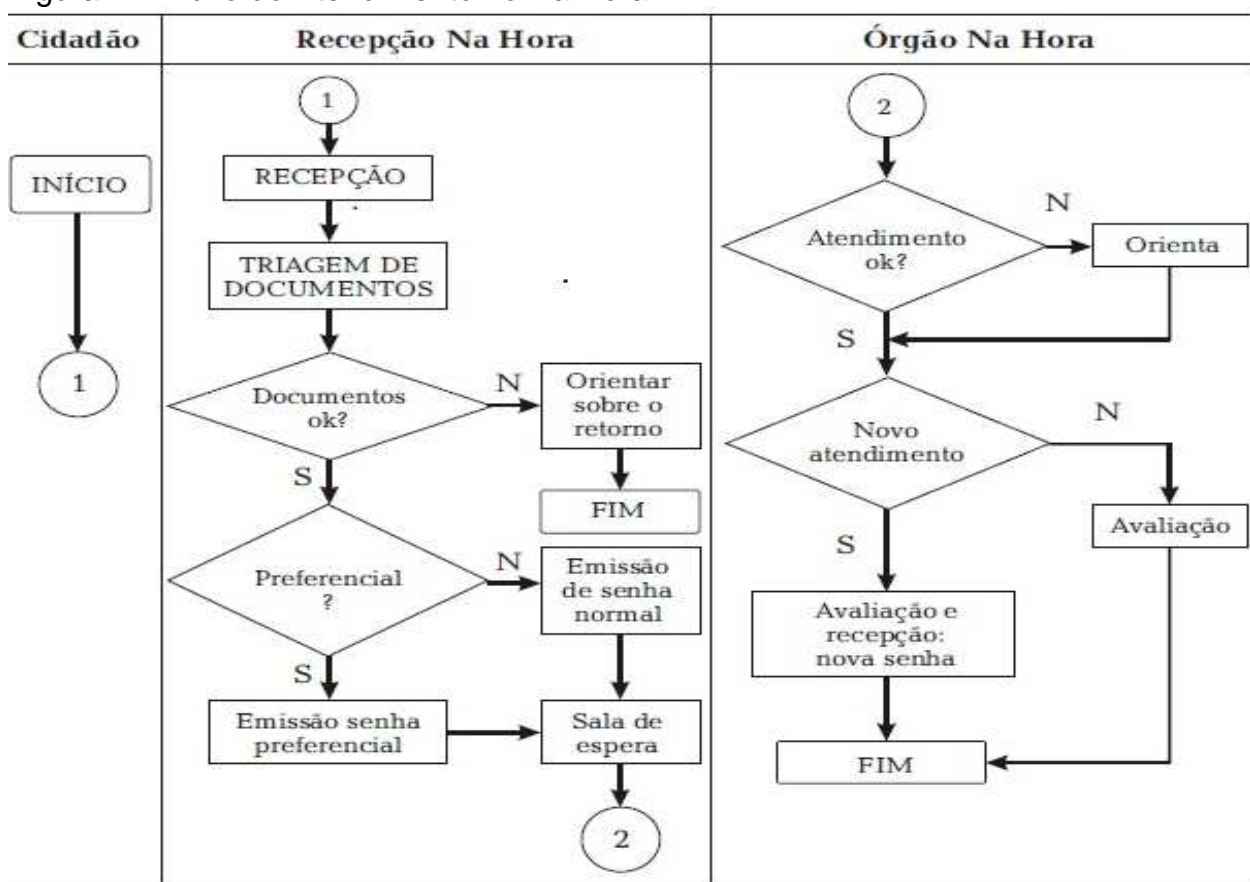 Cidadão
Recepção Na Hora
Órgão Na Hora
INÍCIO
1
1
RECEPÇÃO
TRIAGEM DE
DOCUMENTOS
Documentos
ok?
N
Orientar
sobre o
retorno
FIM
S
Preferencial
?
N
Emissão
de senha
normal
S
Emissão senha
preferencial
Sala de
espera
2
2
Atendimento
ok?
N
Orienta
S
Novo
atendimento
N
Avaliação
S
Avaliação e
recepção:
nova senha
FIM